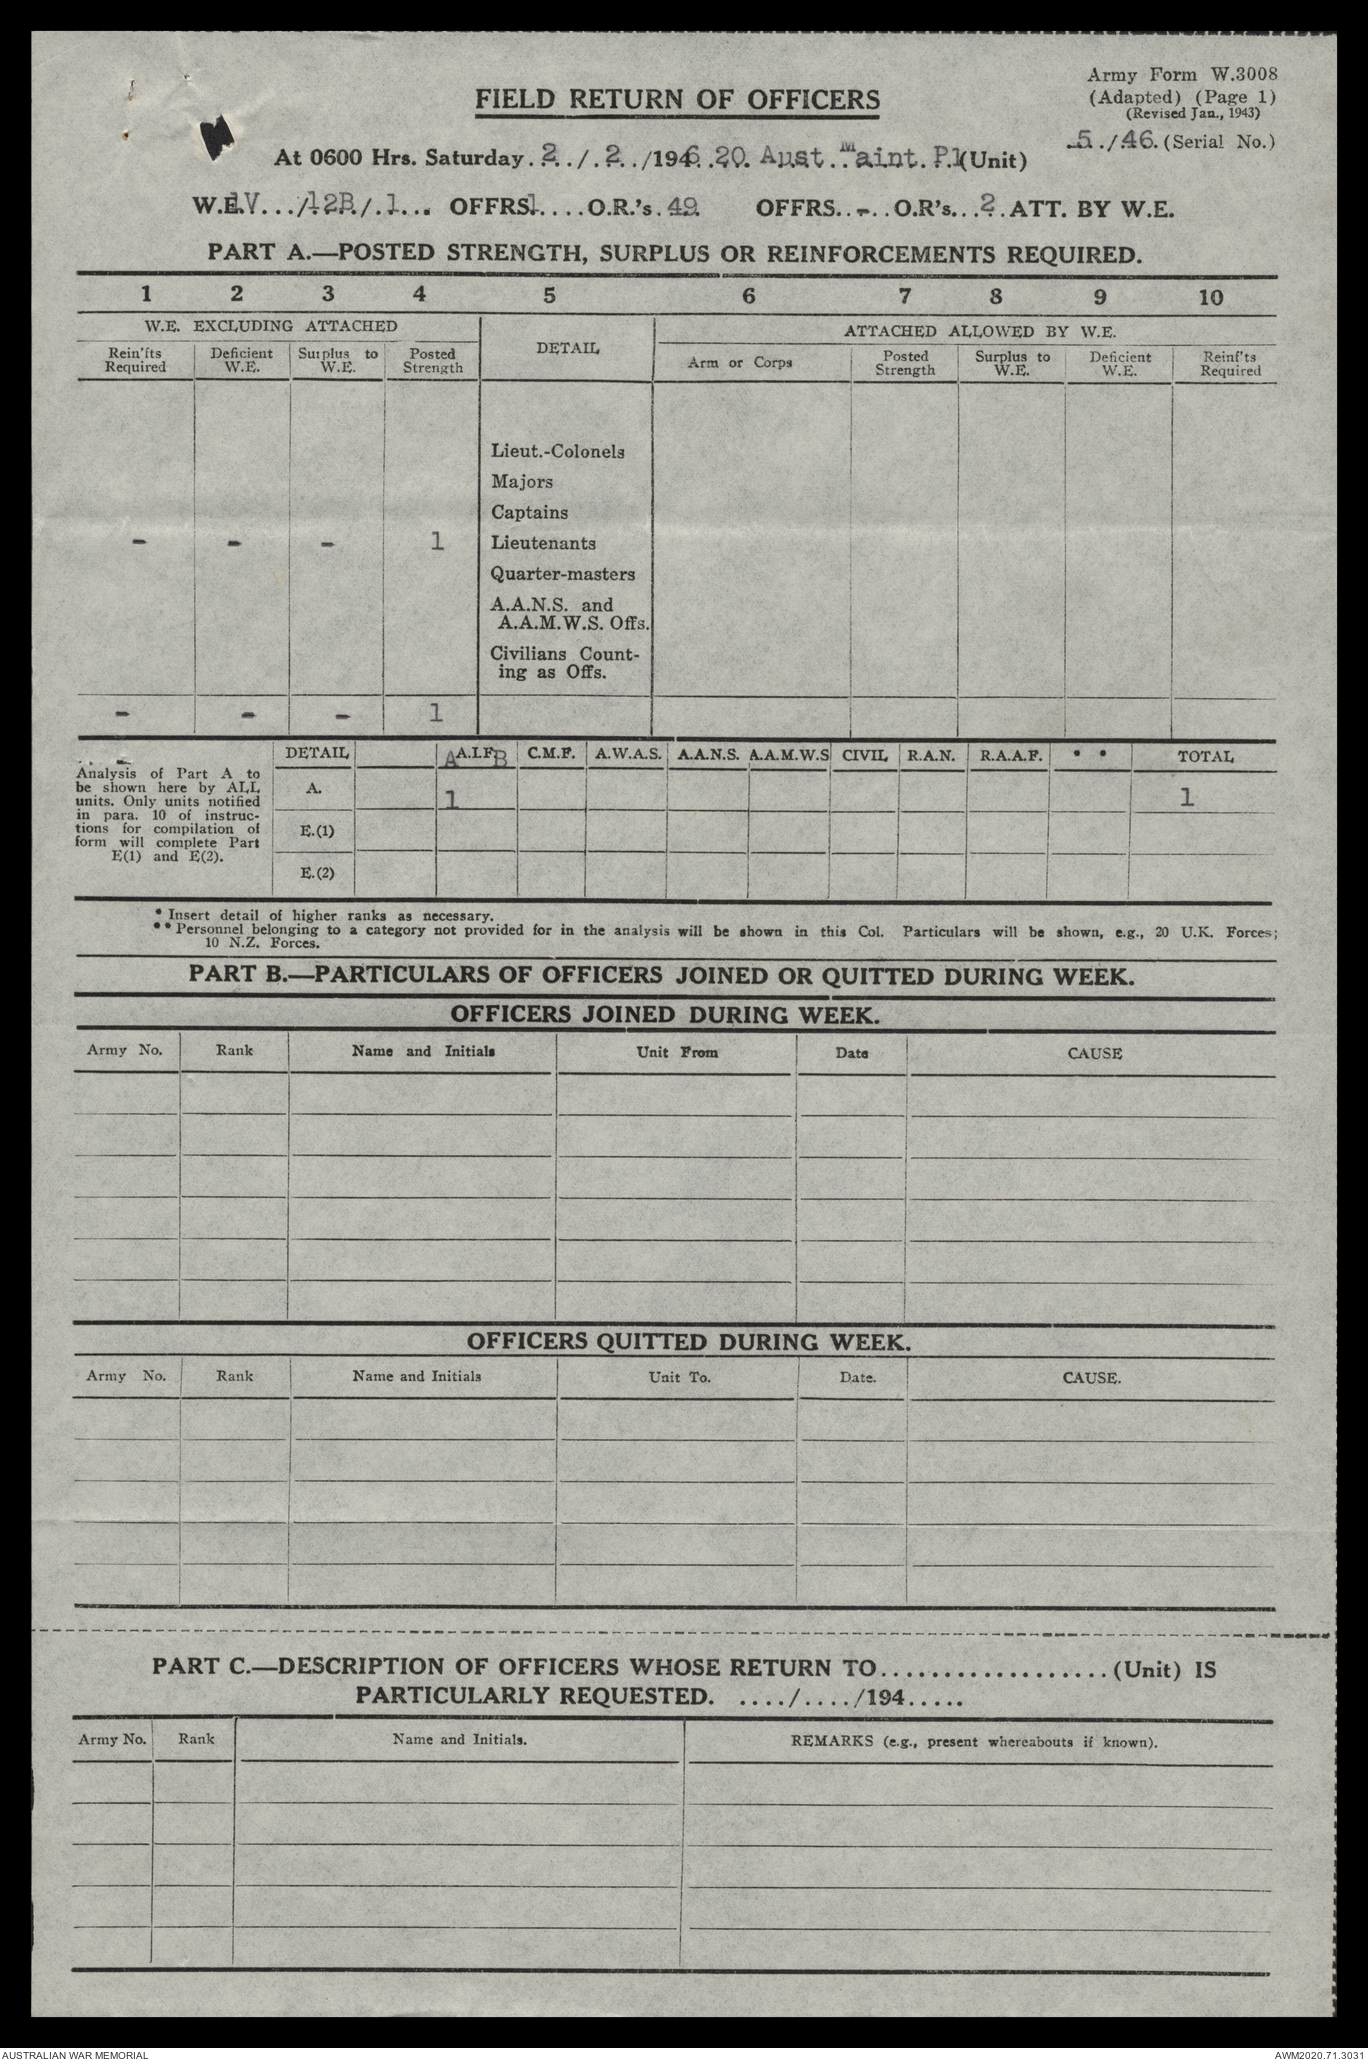 Army Form W.3008
(Adapted) (Page 1)
(Revised Jan., 1943)
5/46. (Serial No.)
FIELD RETURN OF OFFICERS
At 0600 Hrs. Saturday. 2../. 2../1946. .20. Aust. Maint. Pl (Unit)
W.E. 1V.../12B/. 1.... OFFRS 1....O.R.'s. 49. OFFRS..-..O.R's...2. ATT. BY W.E.
PART A.—POSTED STRENGTH, SURPLUS OR REINFORCEMENTS REQUIRED.
1 2 3 4 5 6 7 8 9 10
W.E. EXCLUDING ATTACHED DETAIL ATTACHED ALLOWED BY W.E.
Rein'fts Required Deficient W.E. Surplus to W.E. Posted Strength Arm or Corps Posted Strength Surplus to W.E. Deficient W.E. Reinf'ts Required
Lieut.-Colonels
Majors
Captains
- - - 1 Lieutenants
Quarter-masters
A.A.N.S. and
A.A.M.W.S. Offs.
Civilians Count-
ing as Offs.
- - - 1
DETAIL A A.I.F. B C.M.F. A.W.A.S. A.A.N.S. A.A.M.W.S CIVIL R.A.N. R.A.A.F. * * TOTAL
Analysis of Part A to
be shown here by ALL
units. Only units notified
in para. 10 of instruc-
tions for compilation of
form will complete Part
E(1) and E(2).
A. 1 1
E.(1)
E.(2)
* Insert detail of higher ranks as necessary.
** Personnel belonging to a category not provided for in the analysis will be shown in this Col. Particulars will be shown, e.g., 20 U.K. Forces;
10 N.Z. Forces.
PART B.—PARTICULARS OF OFFICERS JOINED OR QUITTED DURING WEEK.
OFFICERS JOINED DURING WEEK.
Army No. Rank Name and Initials Unit From Date CAUSE
OFFICERS QUITTED DURING WEEK.
Army No. Rank Name and Initials Unit To. Date. CAUSE.
PART C.—DESCRIPTION OF OFFICERS WHOSE RETURN TO..................(Unit) IS
PARTICULARLY REQUESTED. ..../..../194.....
Army No. Rank Name and Initials. REMARKS (e.g., present whereabouts if known).
AUSTRALIAN WAR MEMORIAL AWM2020.71.3031